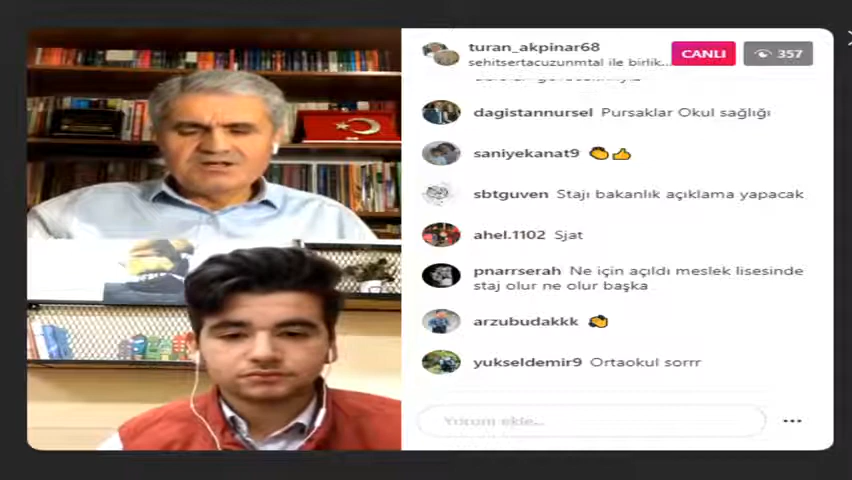 turan_akpinar68
sehitsertacuzunmtal ile birlik...
CANLI
357
dagistannursel Pursaklar Okul sağlığı
saniyekanat9
sbtguven Stajı bakanlık açıklama yapacak
ahel.1102 Sjat
pnarrserah Ne için açıldı meslek lisesinde
staj olur ne olur başka
arzubudakkk
yukseldemir9 Ortaokul sorrr
Yorum ekle...